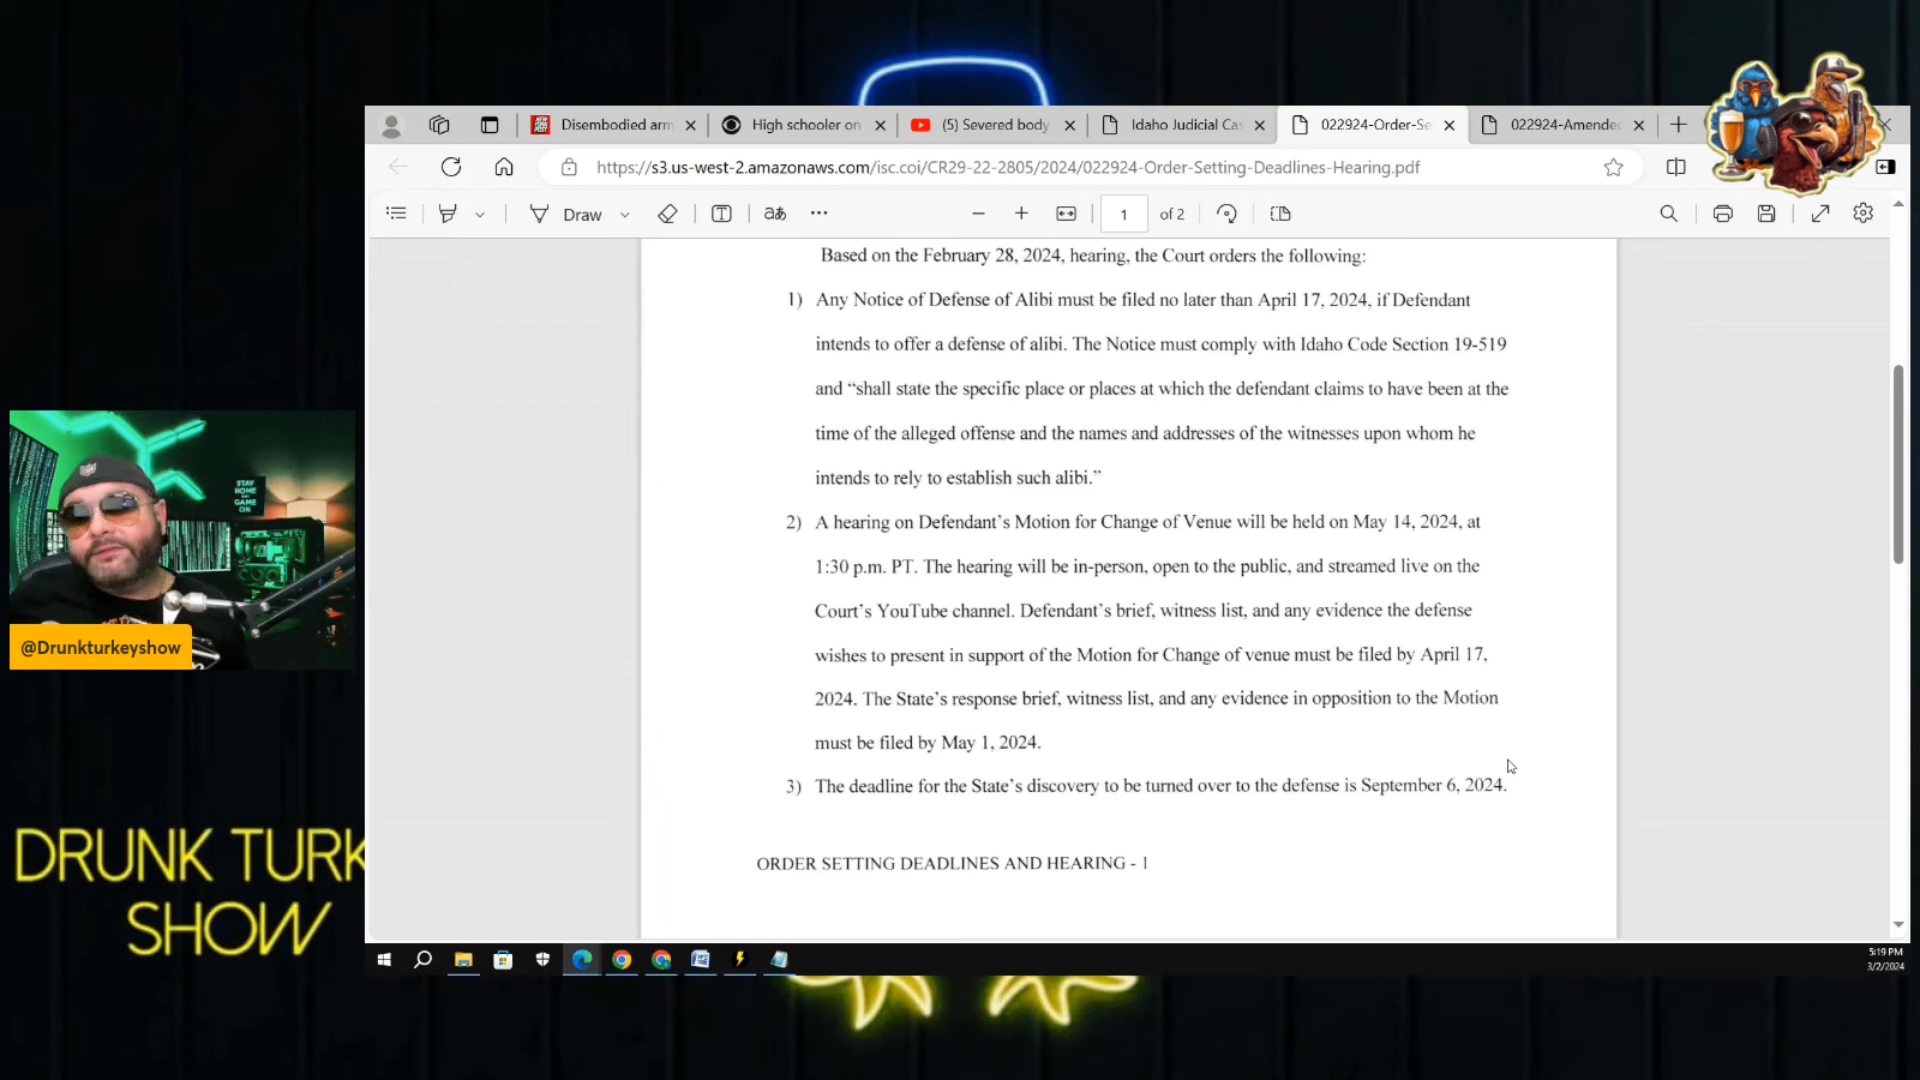 Disembodied arm
High schooler on
(5) Severed body
Idaho Judicial Cas
022924-Order-Se
022924-Amended
https://s3.us-west-2.amazonaws.com/isc.coi/CR29-22-2805/2024/022924-Order-Setting-Deadlines-Hearing.pdf
Draw
aあ
1
of 2
Based on the February 28, 2024, hearing, the Court orders the following:
1) Any Notice of Defense of Alibi must be filed no later than April 17, 2024, if Defendant
intends to offer a defense of alibi. The Notice must comply with Idaho Code Section 19-519
and “shall state the specific place or places at which the defendant claims to have been at the
time of the alleged offense and the names and addresses of the witnesses upon whom he
intends to rely to establish such alibi.”
2) A hearing on Defendant’s Motion for Change of Venue will be held on May 14, 2024, at
1:30 p.m. PT. The hearing will be in-person, open to the public, and streamed live on the
Court’s YouTube channel. Defendant’s brief, witness list, and any evidence the defense
wishes to present in support of the Motion for Change of venue must be filed by April 17,
2024. The State’s response brief, witness list, and any evidence in opposition to the Motion
must be filed by May 1, 2024.
3) The deadline for the State’s discovery to be turned over to the defense is September 6, 2024.
ORDER SETTING DEADLINES AND HEARING - 1
STAY
HOME
GAME
ON
@Drunkturkeyshow
DRUNK TURK
SHOW
5:19 PM
3/2/2024